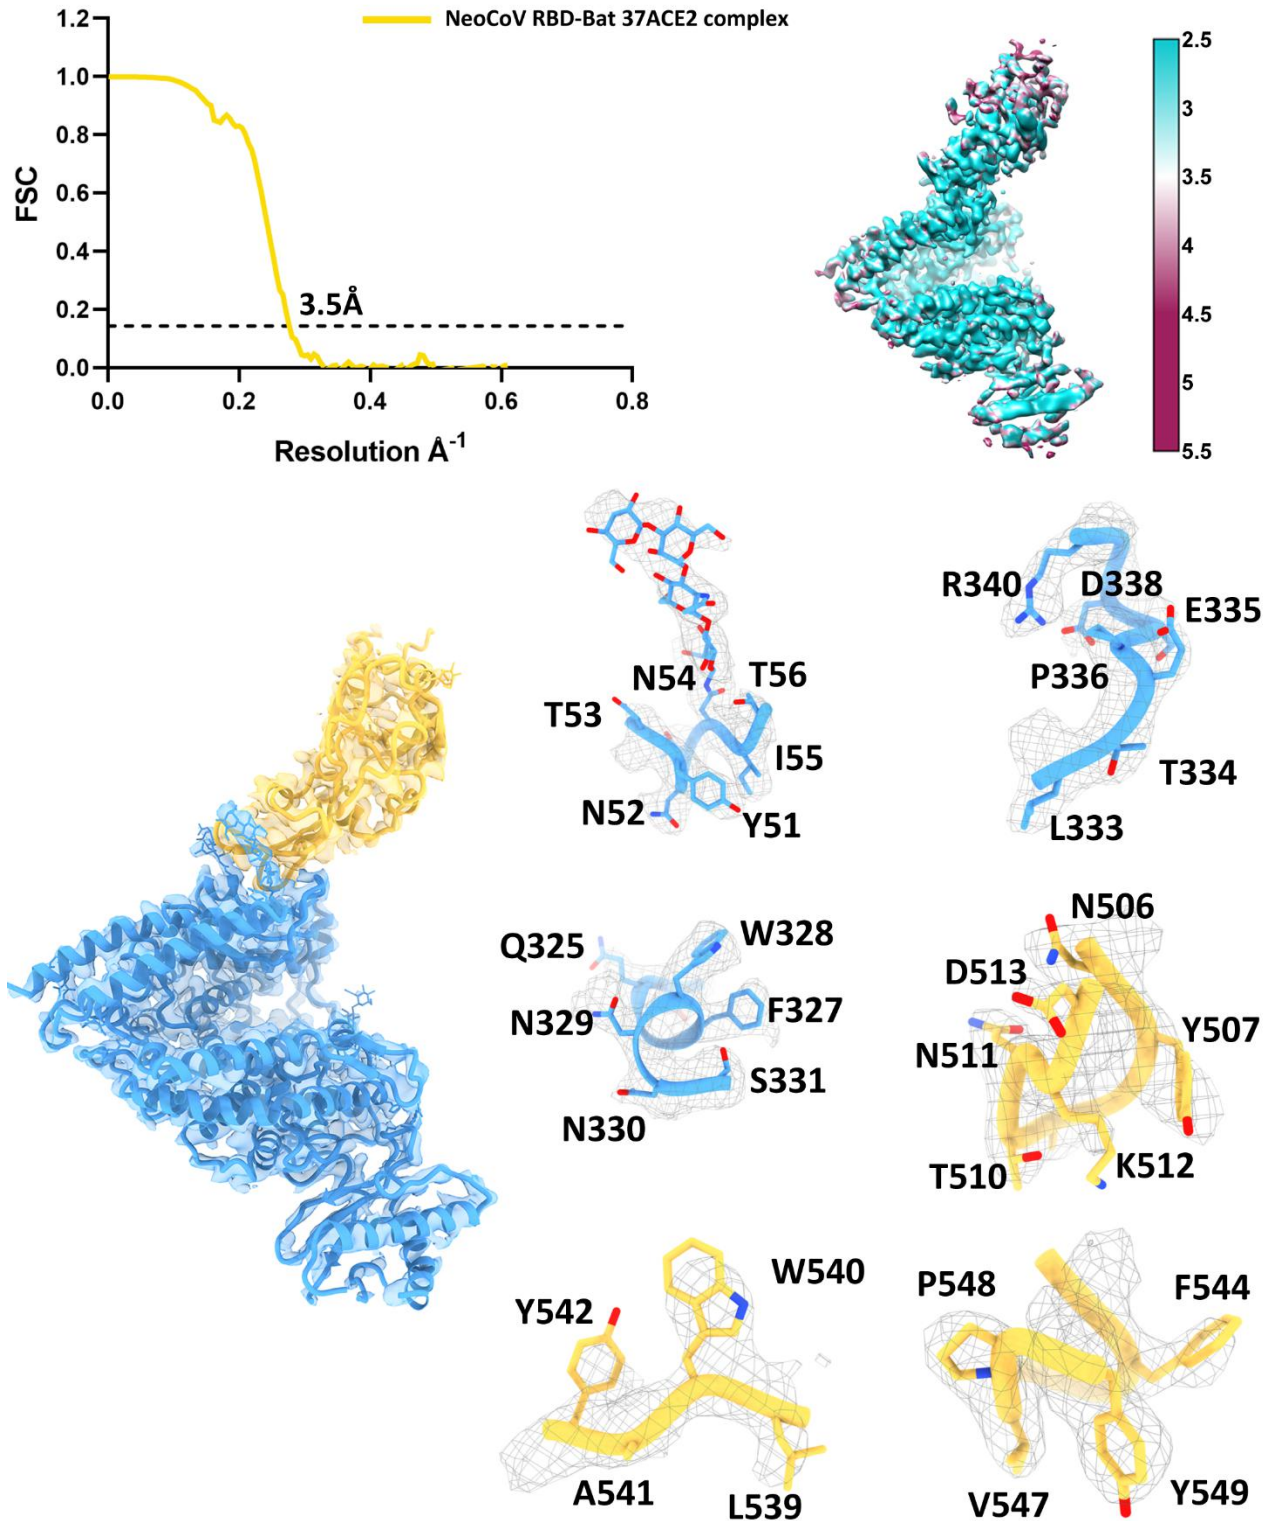 NeoCoV RBD-Bat 37ACE2 complex
1.2
1.0
0.8
0.6
0.4
0.2
0.0
FSC
3.5Å
0.0 0.2 0.4 0.6 0.8
Resolution Å-1
2.5
3
3.5
4
4.5
5
5.5
N54
T56
T53
I55
N52
Y51
R340
D338
E335
P336
T334
L333
Q325
W328
N329
F327
S331
N330
N506
D513
Y507
N511
T510
K512
W540
Y542
A541
L539
P548
F544
V547
Y549